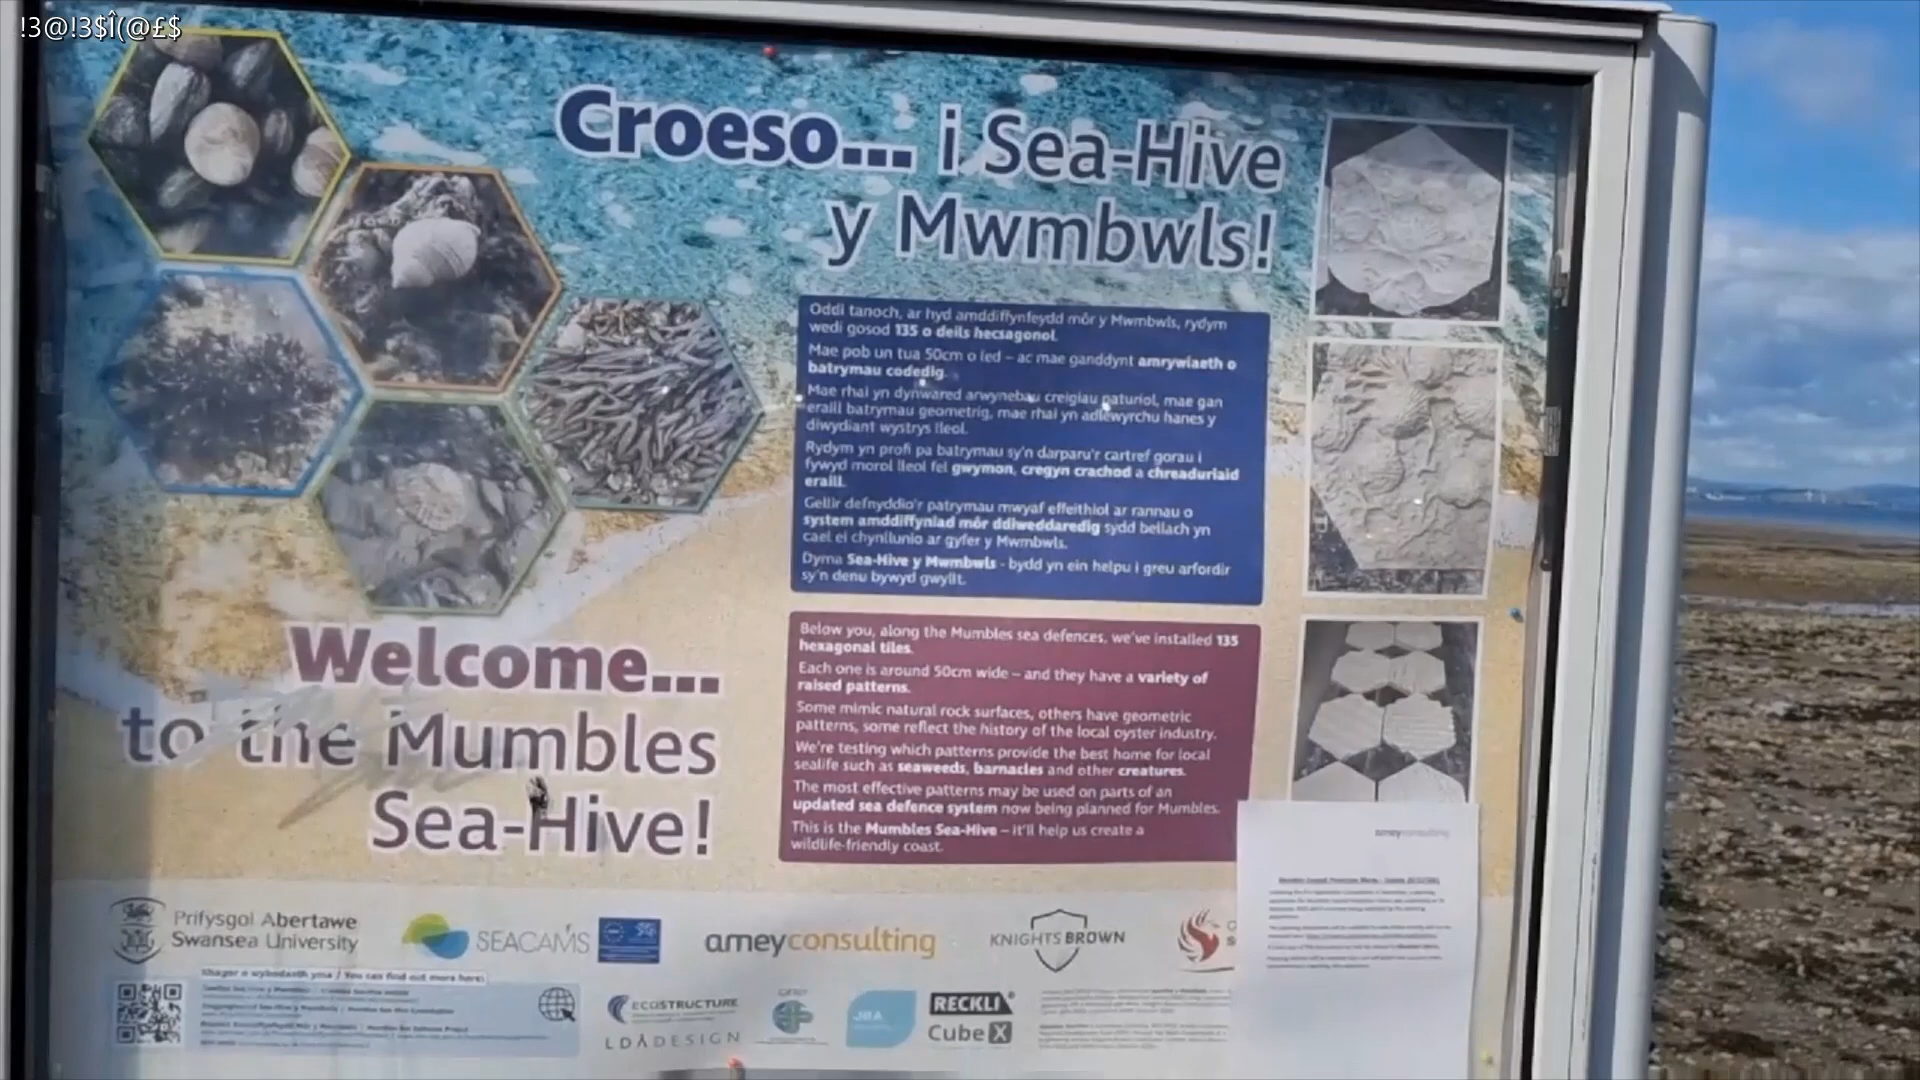 !3@!3$Î(@£$
Croeso... i Sea-Hive
y Mwmbwls!
Oddi tanoch, ar hyd amddiffynfeydd môr y Mwmbwls, rydym
wedi gosod 135 o deils hecsagonol.
Mae pob un tua 50cm o led – ac mae ganddynt amrywiaeth o
batrymau codedig.
Mae rhai yn dynwared arwynebau creigiau naturiol, mae gan
eraill batrymau geometrig, mae rhai yn adlewyrchu hanes y
diwydiant wystrys lleol.
Rydym yn profi pa batrymau sy'n darparu'r cartref gorau i
fywyd morol lleol fel gwymon, cregyn crachod a chreaduriaid
eraill.
Gellir defnyddio'r patrymau mwyaf effeithiol ar rannau o
system amddiffyniad môr ddiweddaredig sydd bellach yn
cael ei chynllunio ar gyfer y Mwmbwls.
Dyma Sea-Hive y Mwmbwls - bydd yn ein helpu i greu arfordir
sy'n denu bywyd gwyllt.
Welcome...
to the Mumbles
Sea-Hive!
Below you, along the Mumbles sea defences, we've installed 135
hexagonal tiles.
Each one is around 50cm wide – and they have a variety of
raised patterns.
Some mimic natural rock surfaces, others have geometric
patterns, some reflect the history of the local oyster industry.
We're testing which patterns provide the best home for local
sealife such as seaweeds, barnacles and other creatures.
The most effective patterns may be used on parts of an
updated sea defence system now being planned for Mumbles.
This is the Mumbles Sea-Hive – it'll help us create a
wildlife-friendly coast.
ameyconsulting
Prifysgol Abertawe
Swansea University
SEACAMS
ameyconsulting
KNIGHTS BROWN
You can find out more here:
ECOSTRUCTURE
LDĀDESIGN
JBA
RECKLI
CubeX